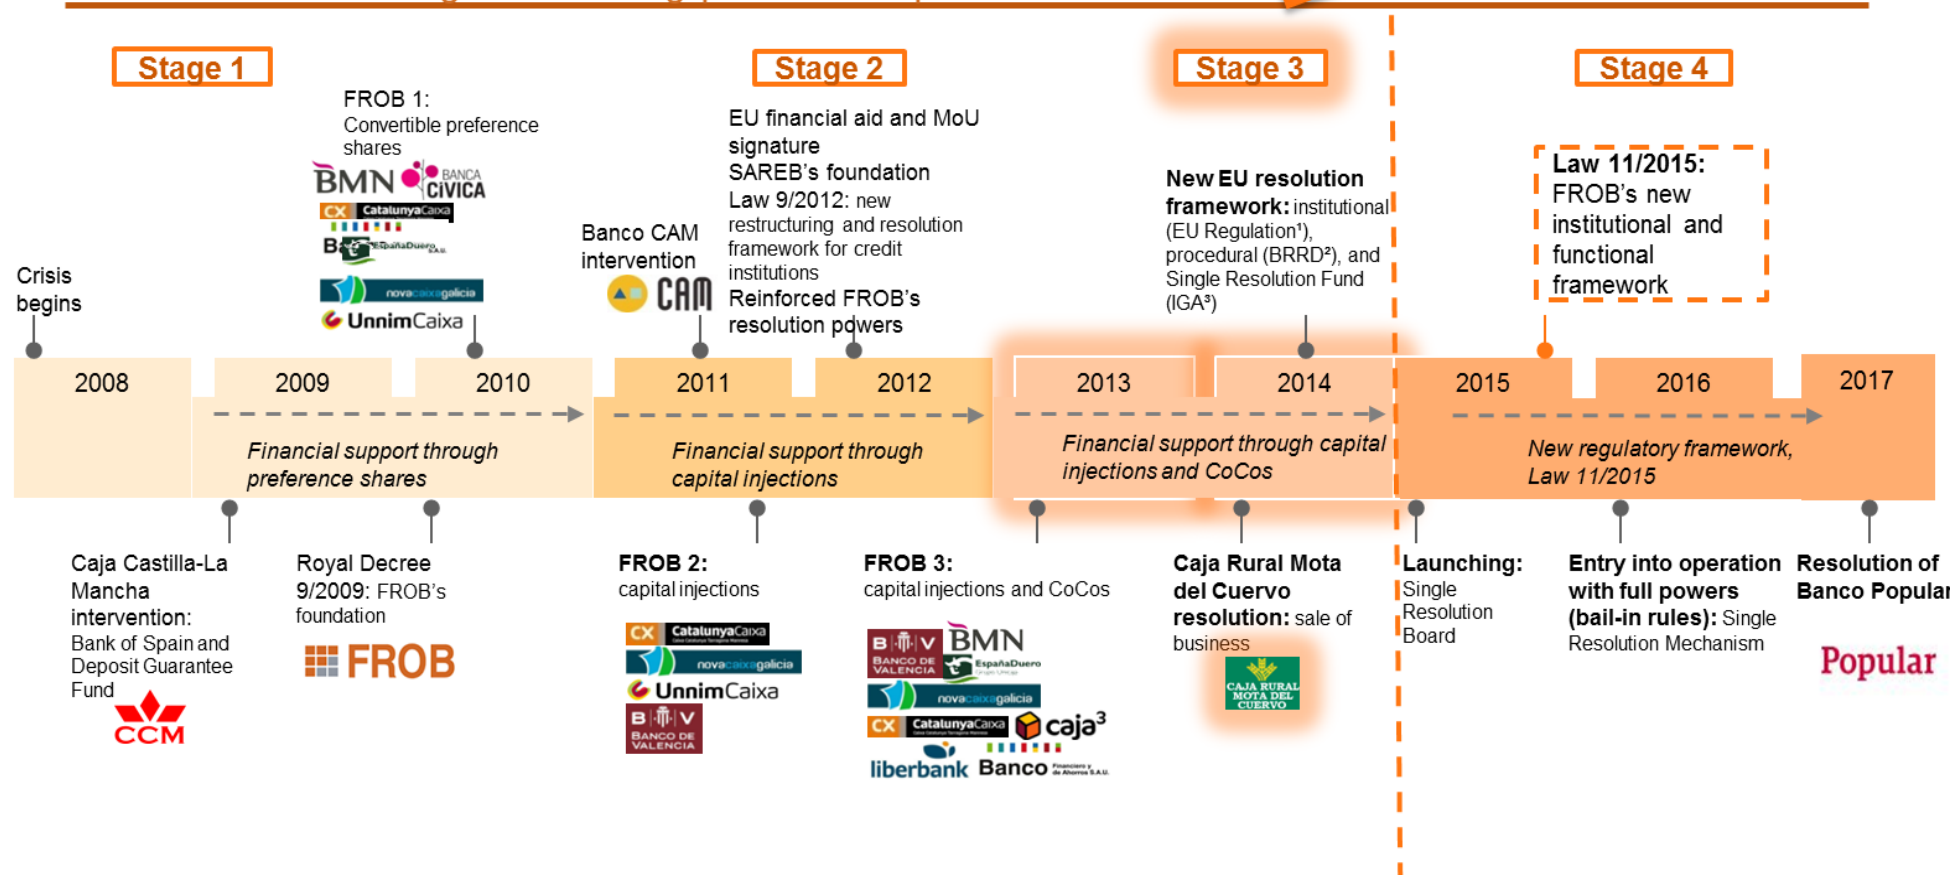 Stage 1
Stage 2
Stage 3
Stage 4
FROB 1:
Convertible preference
shares
BMN
BANCA
CÍVICA
CX CatalunyaCaixa
EspañaDuero
S.A.U.
novacaixagalicia
UnnimCaixa
Crisis
begins
Banco CAM
intervention
CAM
EU financial aid and MoU
signature
SAREB's foundation
Law 9/2012: new
restructuring and resolution
framework for credit
institutions
Reinforced FROB's
resolution powers
New EU resolution
framework: institutional
(EU Regulation¹),
procedural (BRRD²), and
Single Resolution Fund
(IGA³)
Law 11/2015:
FROB's new
institutional and
functional
framework
2008
2009
2010
2011
2012
2013
2014
2015
2016
2017
Financial support through
preference shares
Financial support through
capital injections
Financial support through capital
injections and CoCos
New regulatory framework,
Law 11/2015
Caja Castilla-La
Mancha
intervention:
Bank of Spain and
Deposit Guarantee
Fund
CCM
Royal Decree
9/2009: FROB's
foundation
FROB
FROB 2:
capital injections
CX CatalunyaCaixa
novacaixagalicia
UnnimCaixa
B V
BANCO DE
VALENCIA
FROB 3:
capital injections and CoCos
B V
BANCO DE
VALENCIA
BMN
EspañaDuero
novacaixagalicia
CX CatalunyaCaixa
caja3
liberbank
Banco Financiero y
de Ahorros S.A.U.
Caja Rural Mota
del Cuervo
resolution: sale of
business
CAJA RURAL
MOTA DEL
CUERVO
Launching:
Single
Resolution
Board
Entry into operation
with full powers
(bail-in rules): Single
Resolution Mechanism
Resolution of
Banco Popular
Popular